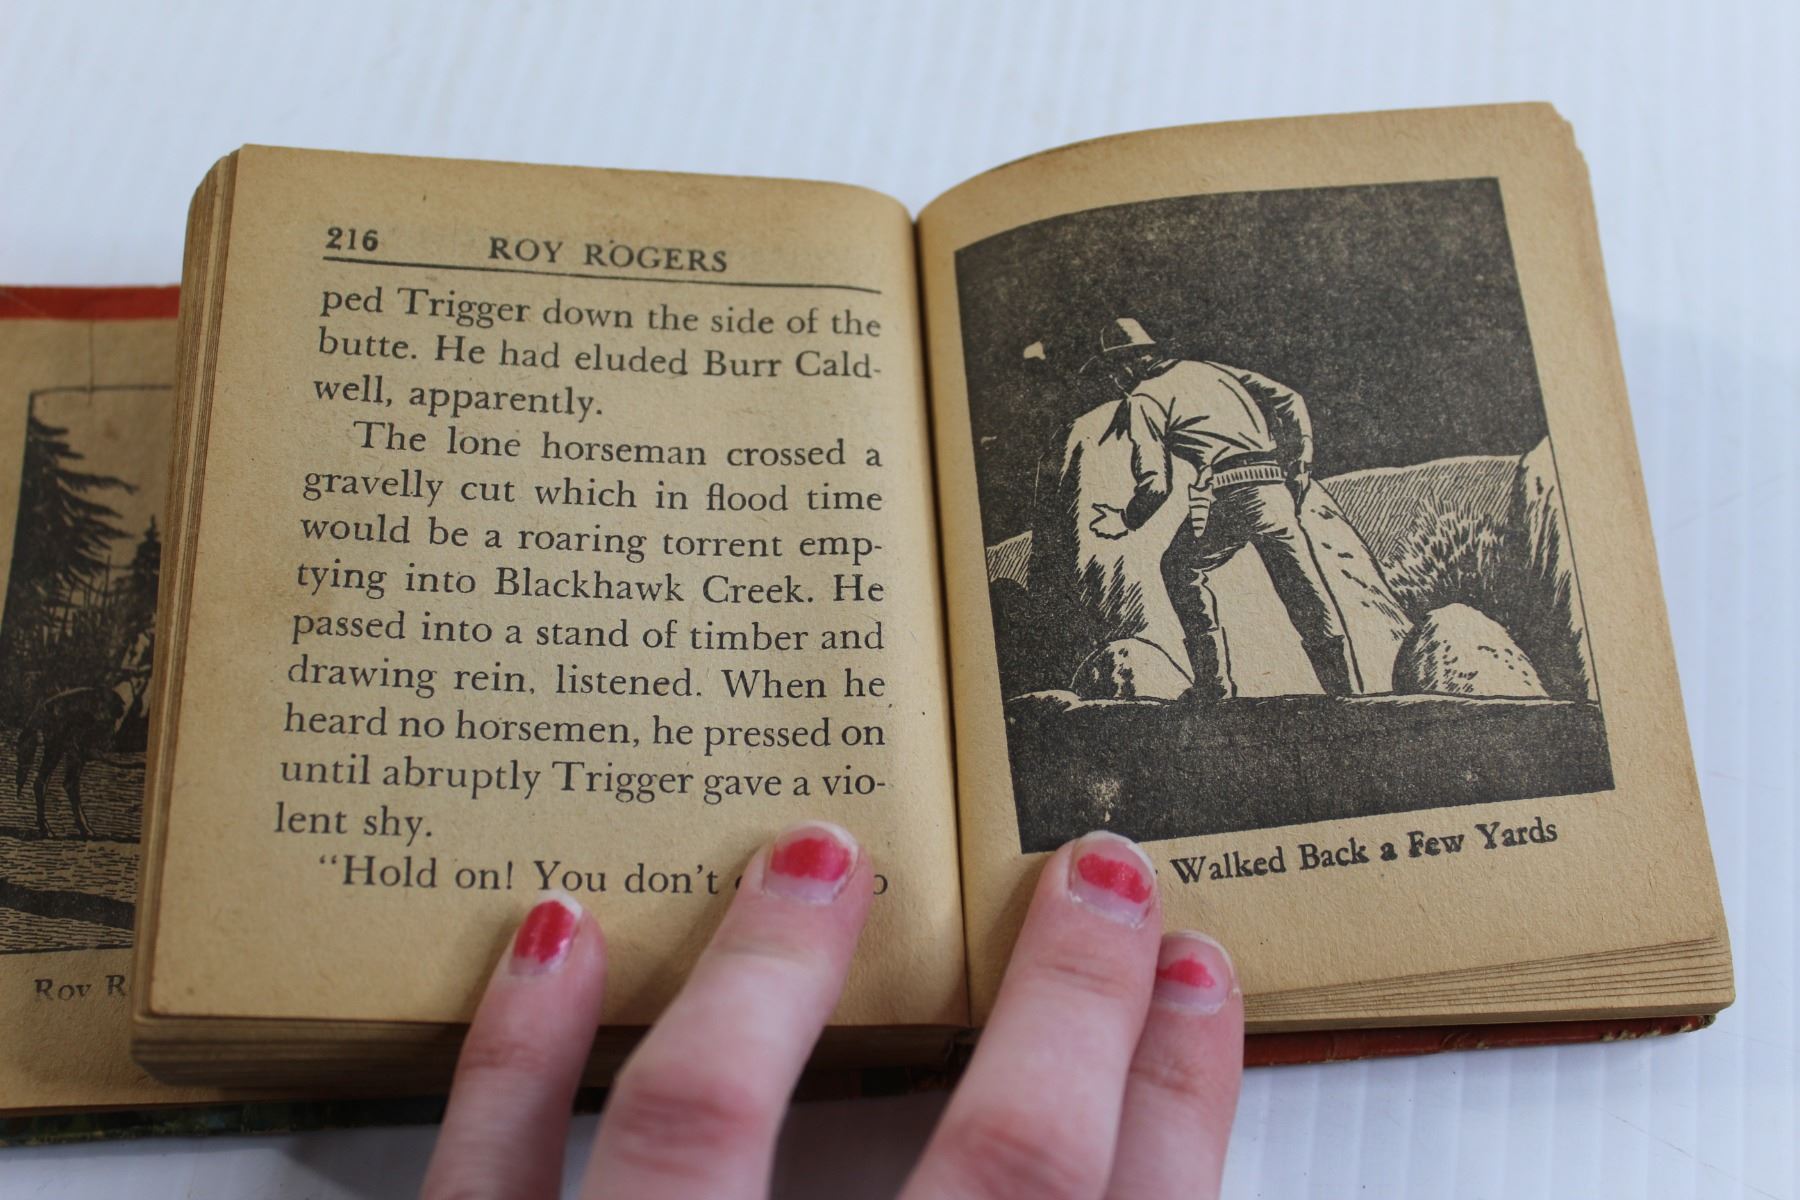 216 ROY ROGERS
ped Trigger down the side of the
butte. He had eluded Burr Cald-
well, apparently.
The lone horseman crossed a
gravelly cut which in flood time
would be a roaring torrent emp-
tying into Blackhawk Creek. He
passed into a stand of timber and
drawing rein, listened. When he
heard no horsemen, he pressed on
until abruptly Trigger gave a vio-
lent shy.
"Hold on! You don't
Walked Back a Few Yards
Roy R